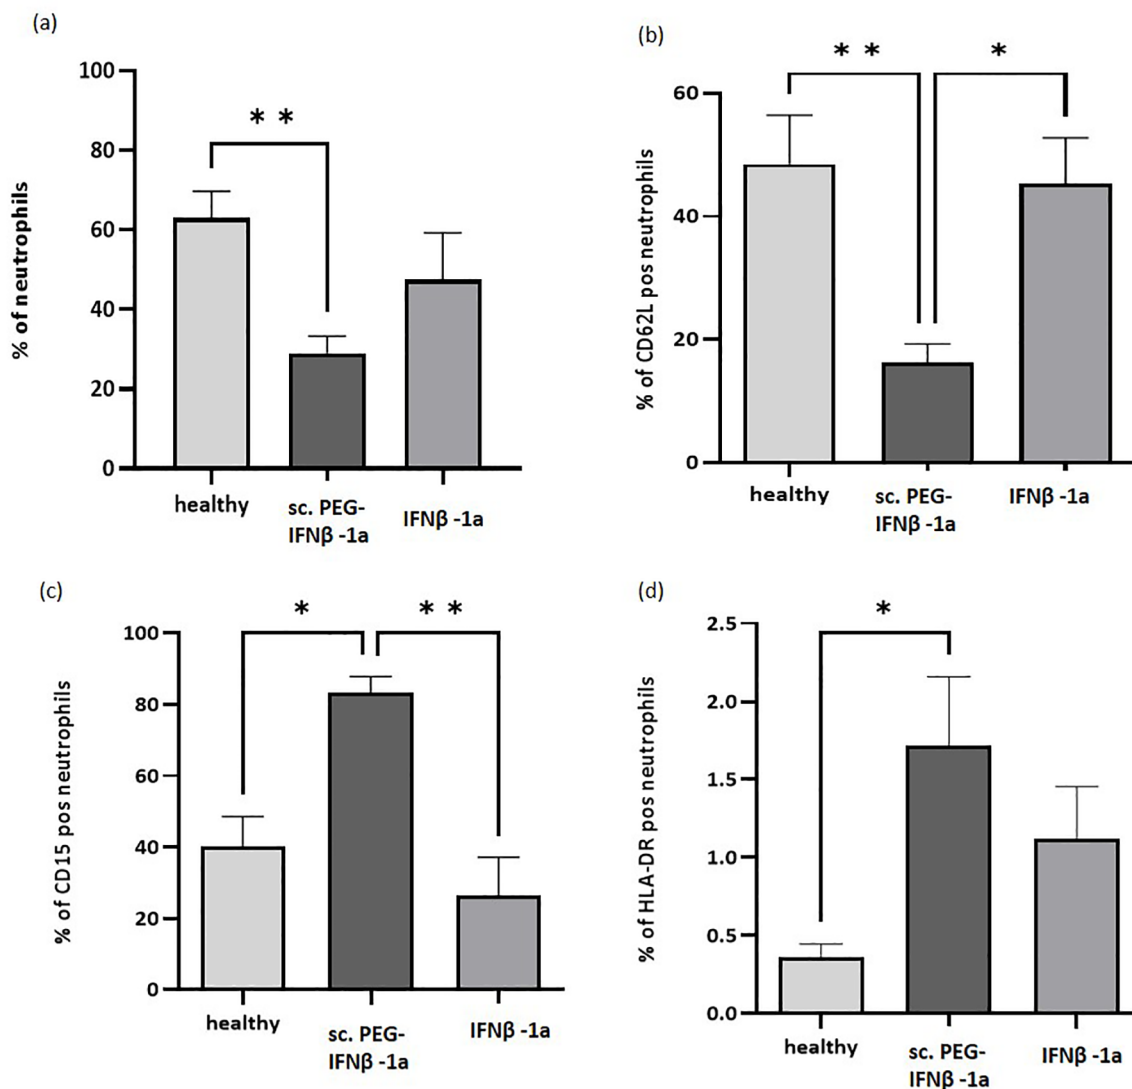 (a)
% of neutrophils
100
80
60
40
20
0
* *
healthy
sc. PEG-
IFNβ -1a
IFNβ -1a
(b)
% of CD62L pos neutrophils
60
40
20
0
* *
*
healthy
sc. PEG-
IFNβ -1a
IFNβ -1a
(c)
% of CD15 pos neutrophils
100
80
60
40
20
0
*
* *
healthy
sc. PEG-
IFNβ -1a
IFNβ -1a
(d)
% of HLA-DR pos neutrophils
2.5
2.0
1.5
1.0
0.5
0.0
*
healthy
sc. PEG-
IFNβ -1a
IFNβ -1a